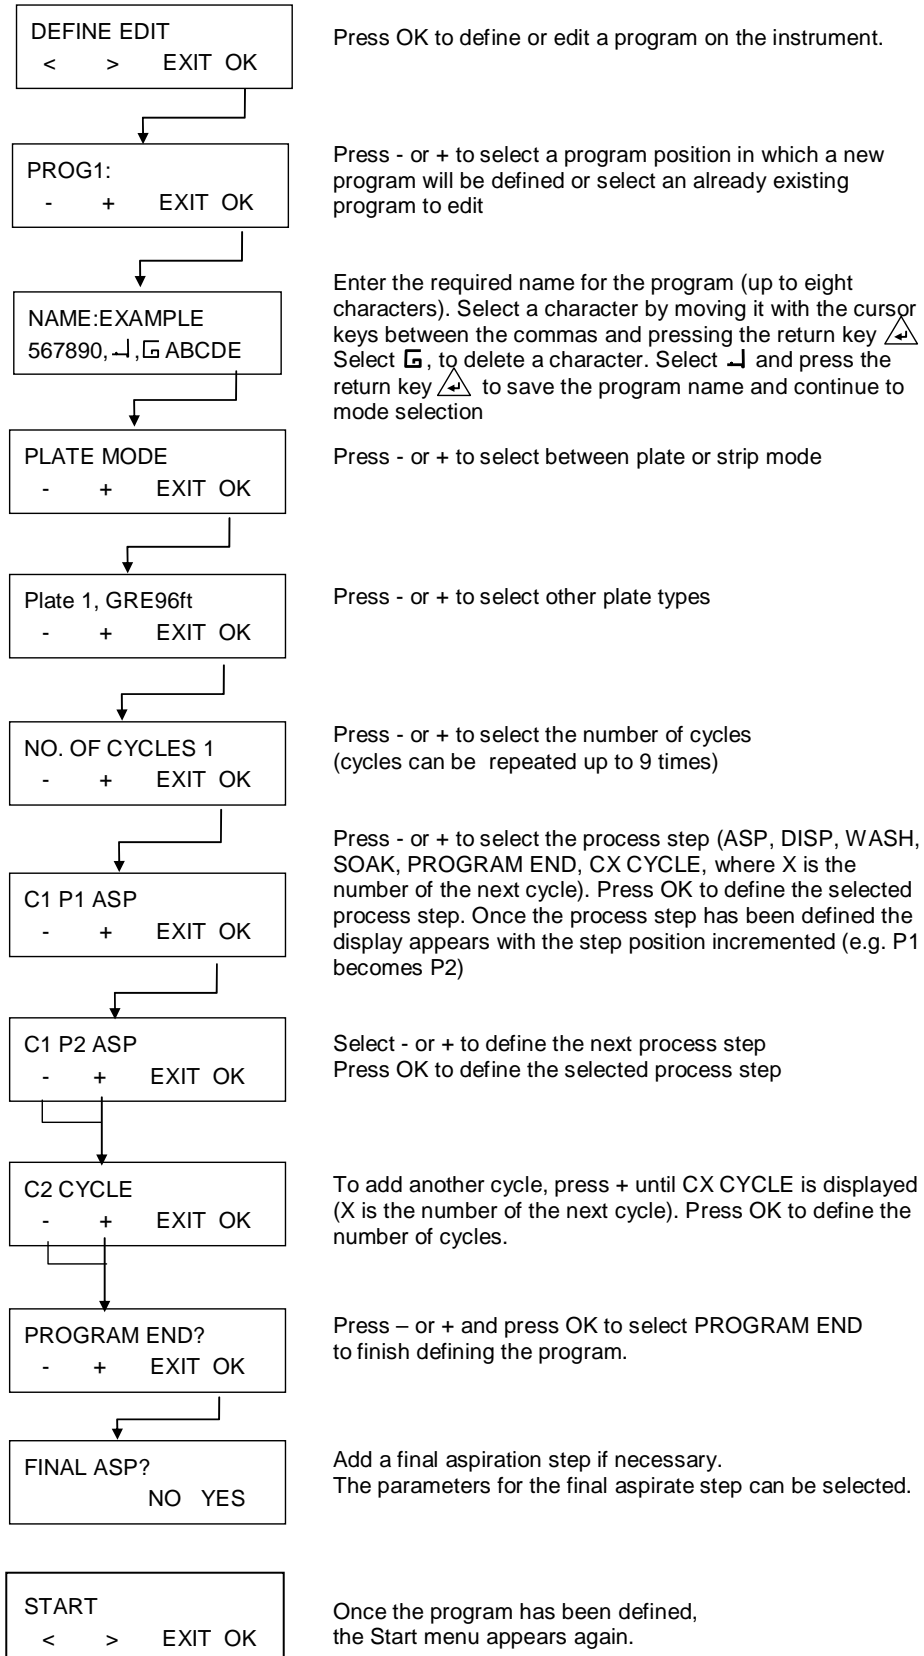 DEFINE EDIT
< > EXIT OK
Press OK to define or edit a program on the instrument.
PROG1:
- + EXIT OK
Press - or + to select a program position in which a new
program will be defined or select an already existing
program to edit
NAME:EXAMPLE
567890, ┘, G ABCDE
Enter the required name for the program (up to eight
characters). Select a character by moving it with the cursor
keys between the commas and pressing the return key ↵
Select G, to delete a character. Select ┘ and press the
return key ↵ to save the program name and continue to
mode selection
PLATE MODE
- + EXIT OK
Press - or + to select between plate or strip mode
Plate 1, GRE96ft
- + EXIT OK
Press - or + to select other plate types
NO. OF CYCLES 1
- + EXIT OK
Press - or + to select the number of cycles
(cycles can be repeated up to 9 times)
C1 P1 ASP
- + EXIT OK
Press - or + to select the process step (ASP, DISP, WASH,
SOAK, PROGRAM END, CX CYCLE, where X is the
number of the next cycle). Press OK to define the selected
process step. Once the process step has been defined the
display appears with the step position incremented (e.g. P1
becomes P2)
C1 P2 ASP
- + EXIT OK
Select - or + to define the next process step
Press OK to define the selected process step
C2 CYCLE
- + EXIT OK
To add another cycle, press + until CX CYCLE is displayed
(X is the number of the next cycle). Press OK to define the
number of cycles.
PROGRAM END?
- + EXIT OK
Press – or + and press OK to select PROGRAM END
to finish defining the program.
FINAL ASP?
NO YES
Add a final aspiration step if necessary.
The parameters for the final aspirate step can be selected.
START
< > EXIT OK
Once the program has been defined,
the Start menu appears again.